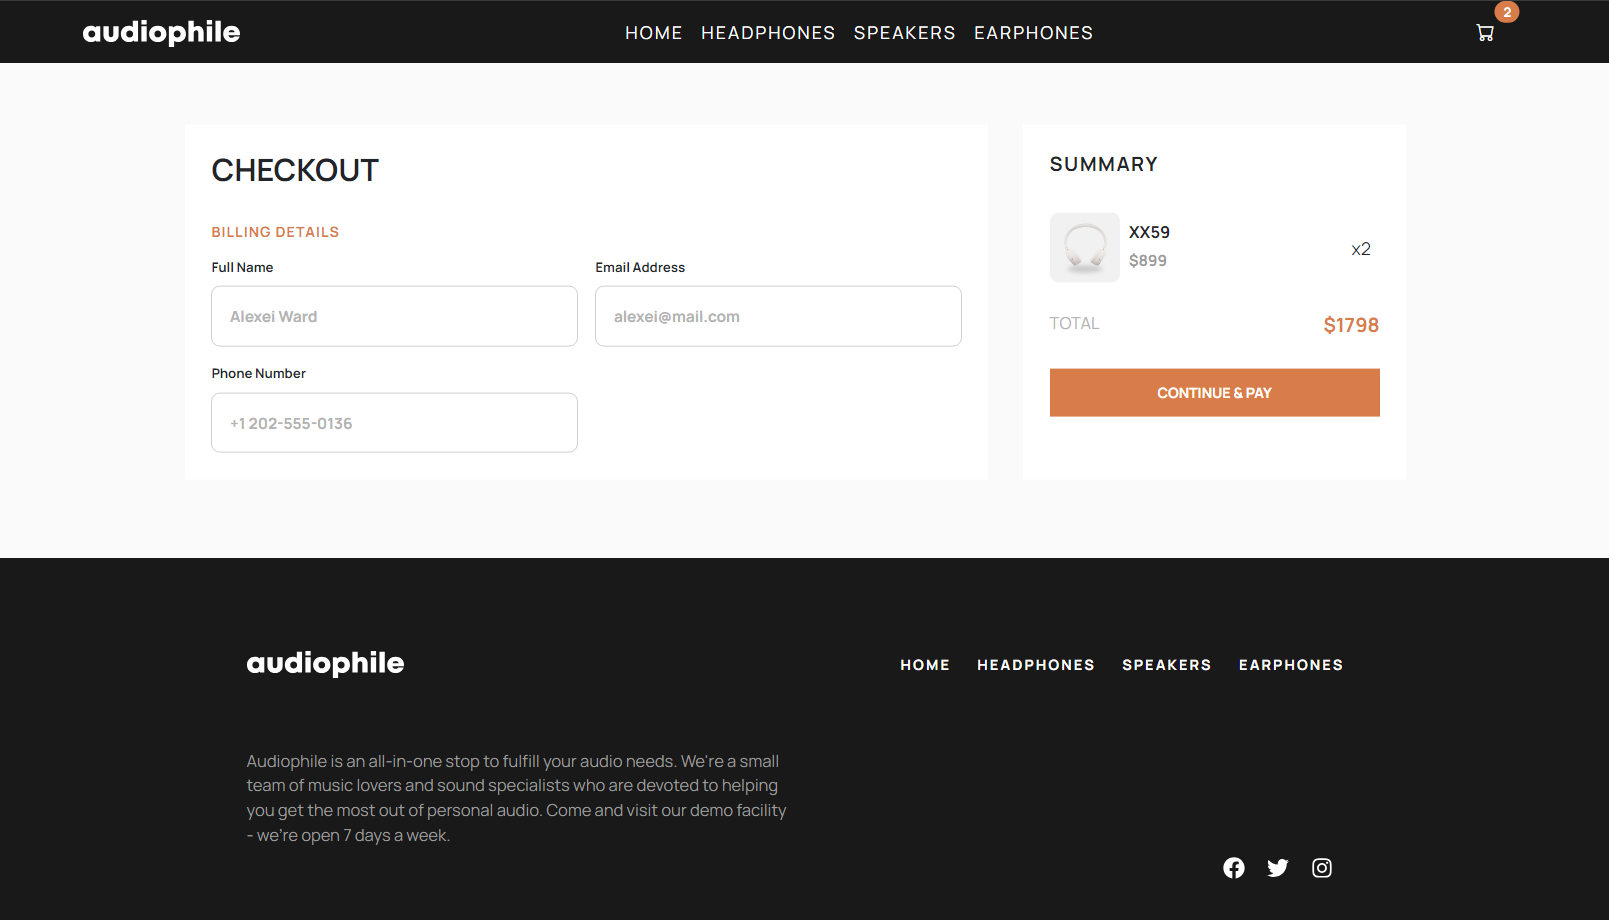 audiophile
HOME HEADPHONES SPEAKERS EARPHONES
2
CHECKOUT
BILLING DETAILS
Full Name
Email Address
Alexei Ward
alexei@mail.com
Phone Number
+1 202-555-0136
SUMMARY
XX59
$899
x2
TOTAL
$1798
CONTINUE & PAY
audiophile
HOME HEADPHONES SPEAKERS EARPHONES
Audiophile is an all-in-one stop to fulfill your audio needs. We're a small
team of music lovers and sound specialists who are devoted to helping
you get the most out of personal audio. Come and visit our demo facility
- we're open 7 days a week.